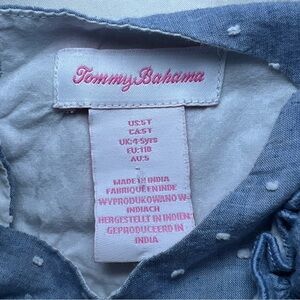 Tommy Bahama
US:5T
CA:5T
UK:4-5yrs
EU:110
AU:5
MADE IN INDIA
FABRIQUÉ EN INDE
WYPRODUKOWANO W
INDIACH
HERGESTELLT IN INDIEN
GEPRODUCEERD IN
INDIA